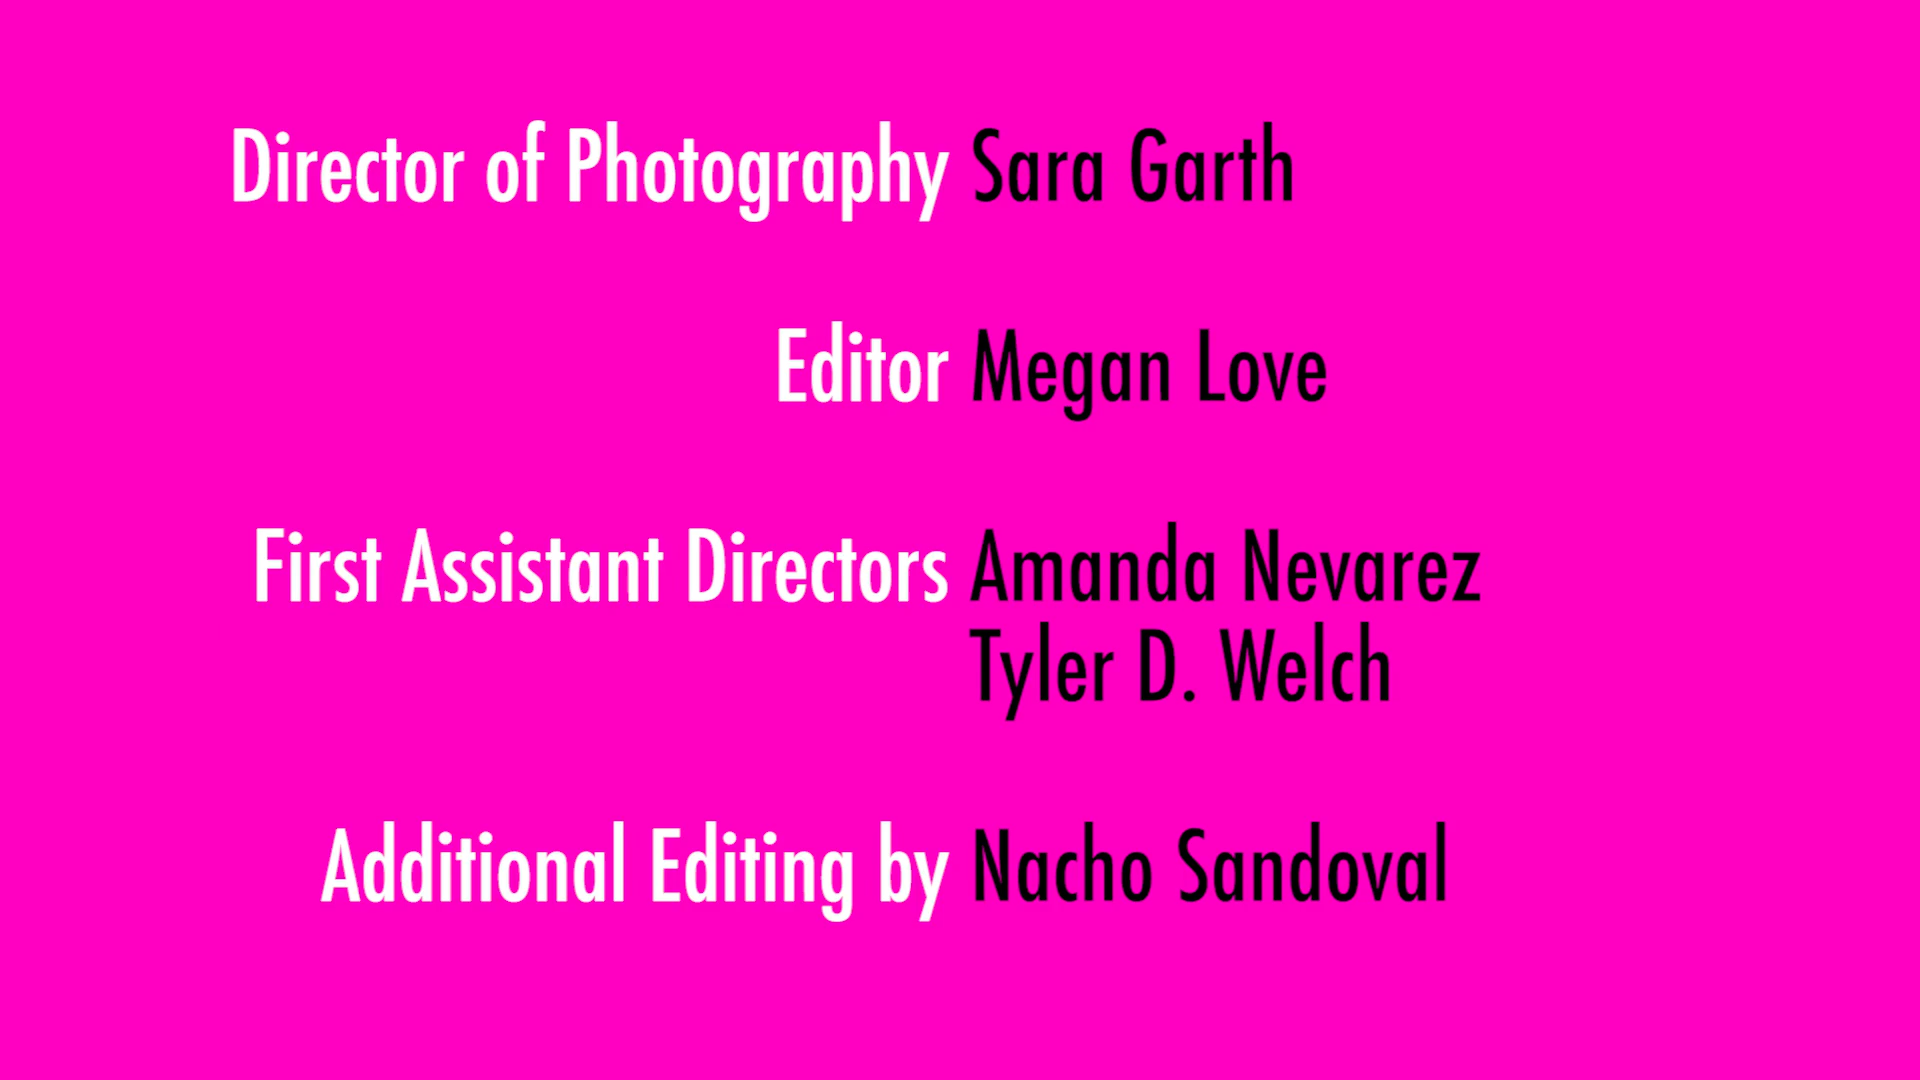 Director of Photography Sara Garth
Editor Megan Love
First Assistant Directors Amanda Nevarez
Tyler D. Welch
Additional Editing by Nacho Sandoval